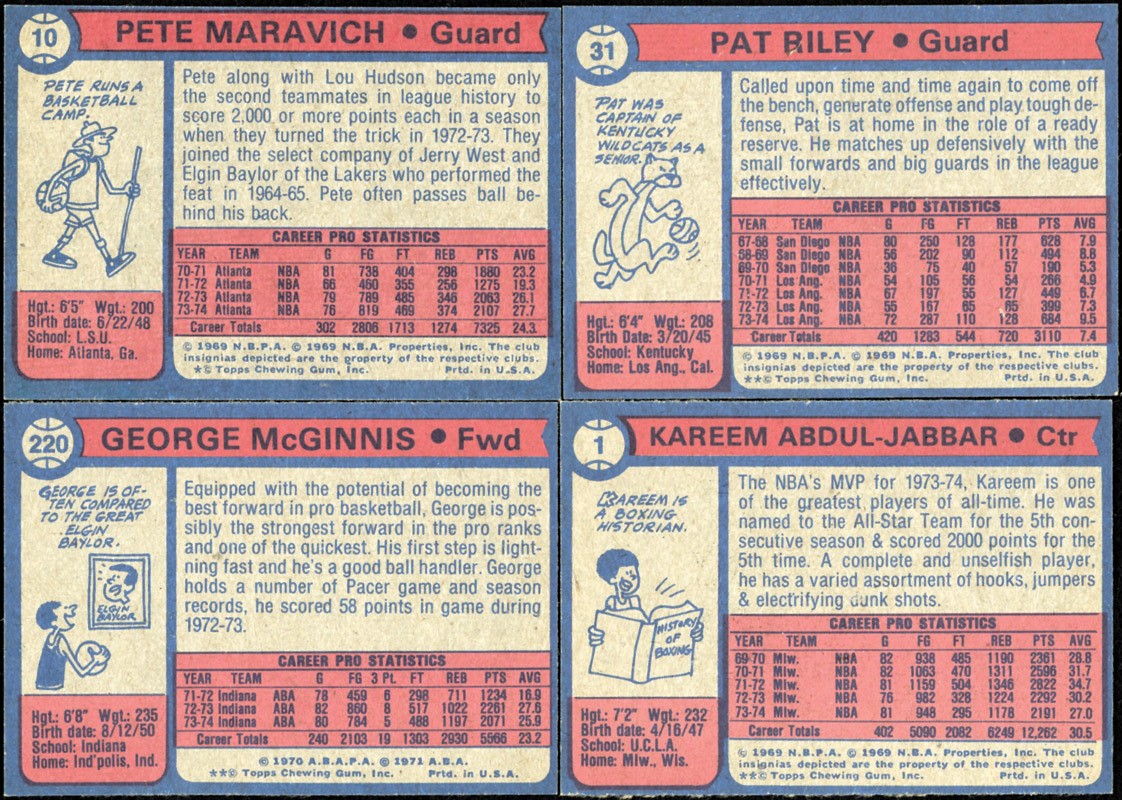 10
PETE MARAVICH ● Guard
PETE RUNS A
BASKETBALL
CAMP.
Pete along with Lou Hudson became only
the second teammates in league history to
score 2,000 or more points each in a season
when they turned the trick in 1972-73. They
joined the select company of Jerry West and
Elgin Baylor of the Lakers who performed the
feat in 1964-65. Pete often passes ball be-
hind his back.
Hgt: 6'5" Wgt.: 200
Birth date: 6/22/48
School: L.S.U.
Home: Atlanta, Ga.
CAREER PRO STATISTICS
YEAR TEAM G FG FT REB PTS AVG
70-71 Atlanta NBA 81 738 404 298 1880 23.2
71-72 Atlanta NBA 66 460 355 256 1275 19.3
72-73 Atlanta NBA 79 789 485 346 2063 26.1
73-74 Atlanta NBA 76 819 469 374 2107 27.7
Career Totals 302 2806 1713 1274 7325 24.3
© 1969 N.B.P.A. © 1969 N.B.A. Properties, Inc. The club
insignias depicted are the property of the respective clubs.
*© Topps Chewing Gum, Inc. Prtd. in U.S.A.
31
PAT RILEY ● Guard
PAT WAS
CAPTAIN OF
KENTUCKY
WILDCATS AS A
SENIOR.
Called upon time and time again to come off
the bench, generate offense and play tough de-
fense, Pat is at home in the role of a ready
reserve. He matches up defensively with the
small forwards and big guards in the league
effectively.
Hgt.: 6'4" Wgt.: 208
Birth Date: 3/20/45
School: Kentucky
Home: Los Ang., Cal.
CAREER PRO STATISTICS
YEAR TEAM G FG FT REB PTS AVG
67-68 San Diego NBA 80 250 128 177 628 7.9
58-69 San Diego NBA 56 202 90 112 494 8.8
69-70 San Diego NBA 36 75 40 57 190 5.3
70-71 Los Ang. NBA 54 105 56 54 266 4.9
71-72 Los Ang. NBA 67 197 55 127 449 6.7
72-73 Los Ang. NBA 55 167 65 65 399 7.3
73-74 Los Ang. NBA 72 287 110 128 684 9.5
Career Totals 420 1283 544 720 3110 7.4
© 1969 N.B.P.A. © 1969 N.B.A. Properties, Inc. The club
insignias depicted are the property of the respective clubs.
**© Topps Chewing Gum, Inc. Prtd. in U.S.A.
220
GEORGE McGINNIS ● Fwd
GEORGE IS OF-
TEN COMPARED
TO THE GREAT
ELGIN
BAYLOR.
ELGIN
BAYLOR
Equipped with the potential of becoming the
best forward in pro basketball, George is pos-
sibly the strongest forward in the pro ranks
and one of the quickest. His first step is light-
ning fast and he's a good ball handler. George
holds a number of Pacer game and season
records, he scored 58 points in game during
1972-73.
Hgt.: 6'8" Wgt.: 235
Birth date: 8/12/50
School: Indiana
Home: Ind'polis, Ind.
CAREER PRO STATISTICS
YEAR TEAM G FG 3 Pt. FT REB PTS AVG
71-72 Indiana ABA 78 459 6 298 711 1234 16.9
72-73 Indiana ABA 82 860 8 517 1022 2261 27.6
73-74 Indiana ABA 80 784 5 488 1197 2071 25.9
Career Totals 240 2103 19 1303 2930 5566 23.2
© 1970 A.B.A.P.A. © 1971 A.B.A.
**© Topps Chewing Gum, Inc. Prtd. in U.S.A.
1
KAREEM ABDUL-JABBAR ● Ctr
KAREEM IS
A BOXING
HISTORIAN.
HISTORY
OF
BOXING
The NBA's MVP for 1973-74, Kareem is one
of the greatest players of all-time. He was
named to the All-Star Team for the 5th con-
secutive season & scored 2000 points for the
5th time. A complete and unselfish player,
he has a varied assortment of hooks, jumpers
& electrifying dunk shots.
Hgt.: 7'2" Wgt.: 232
Birth date: 4/16/47
School: U.C.L.A.
Home: Mlw., Wis.
CAREER PRO STATISTICS
YEAR TEAM G FG FT REB PTS AVG
69-70 Mlw. NBA 82 938 485 1190 2361 28.8
70-71 Mlw. NBA 82 1063 470 1311 2596 31.7
71-72 Mlw. NBA 81 1159 504 1346 2822 34.7
72-73 Mlw. NBA 76 982 328 1224 2292 30.2
73-74 Mlw. NBA 81 948 295 1178 2191 27.0
Career Totals 402 5090 2082 6249 12,262 30.5
© 1969 N.B.P.A. © 1969 N.B.A. Properties, Inc. The club
insignias depicted are the property of the respective clubs.
**© Topps Chewing Gum, Inc. Prtd. in U.S.A.